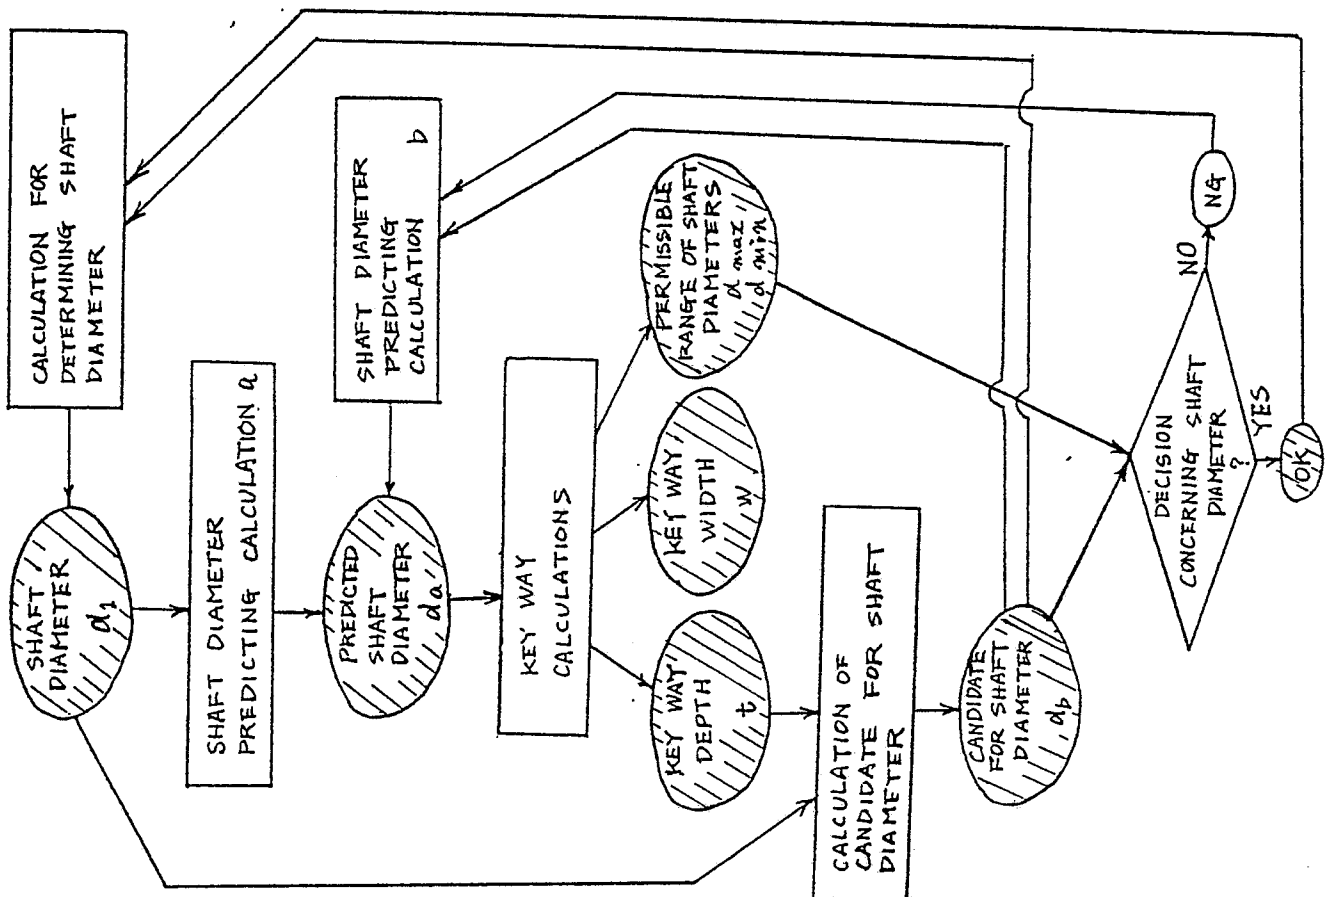 CALCULATION FOR
DETERMINING SHAFT
DIAMETER
SHAFT
DIAMETER
d1
SHAFT DIAMETER
PREDICTING CALCULATION a
SHAFT DIAMETER
PREDICTING
CALCULATION b
PREDICTED
SHAFT
DIAMETER
da
KEY WAY
CALCULATIONS
PERMISSIBLE
RANGE OF SHAFT
DIAMETERS
d max
d min
KEY WAY
WIDTH
W
KEY WAY
DEPTH
t
CALCULATION OF
CANDIDATE FOR SHAFT
DIAMETER
CANDIDATE
FOR SHAFT
DIAMETER
db
DECISION
CONCERNING SHAFT
DIAMETER
?
NO
NG
YES
OK